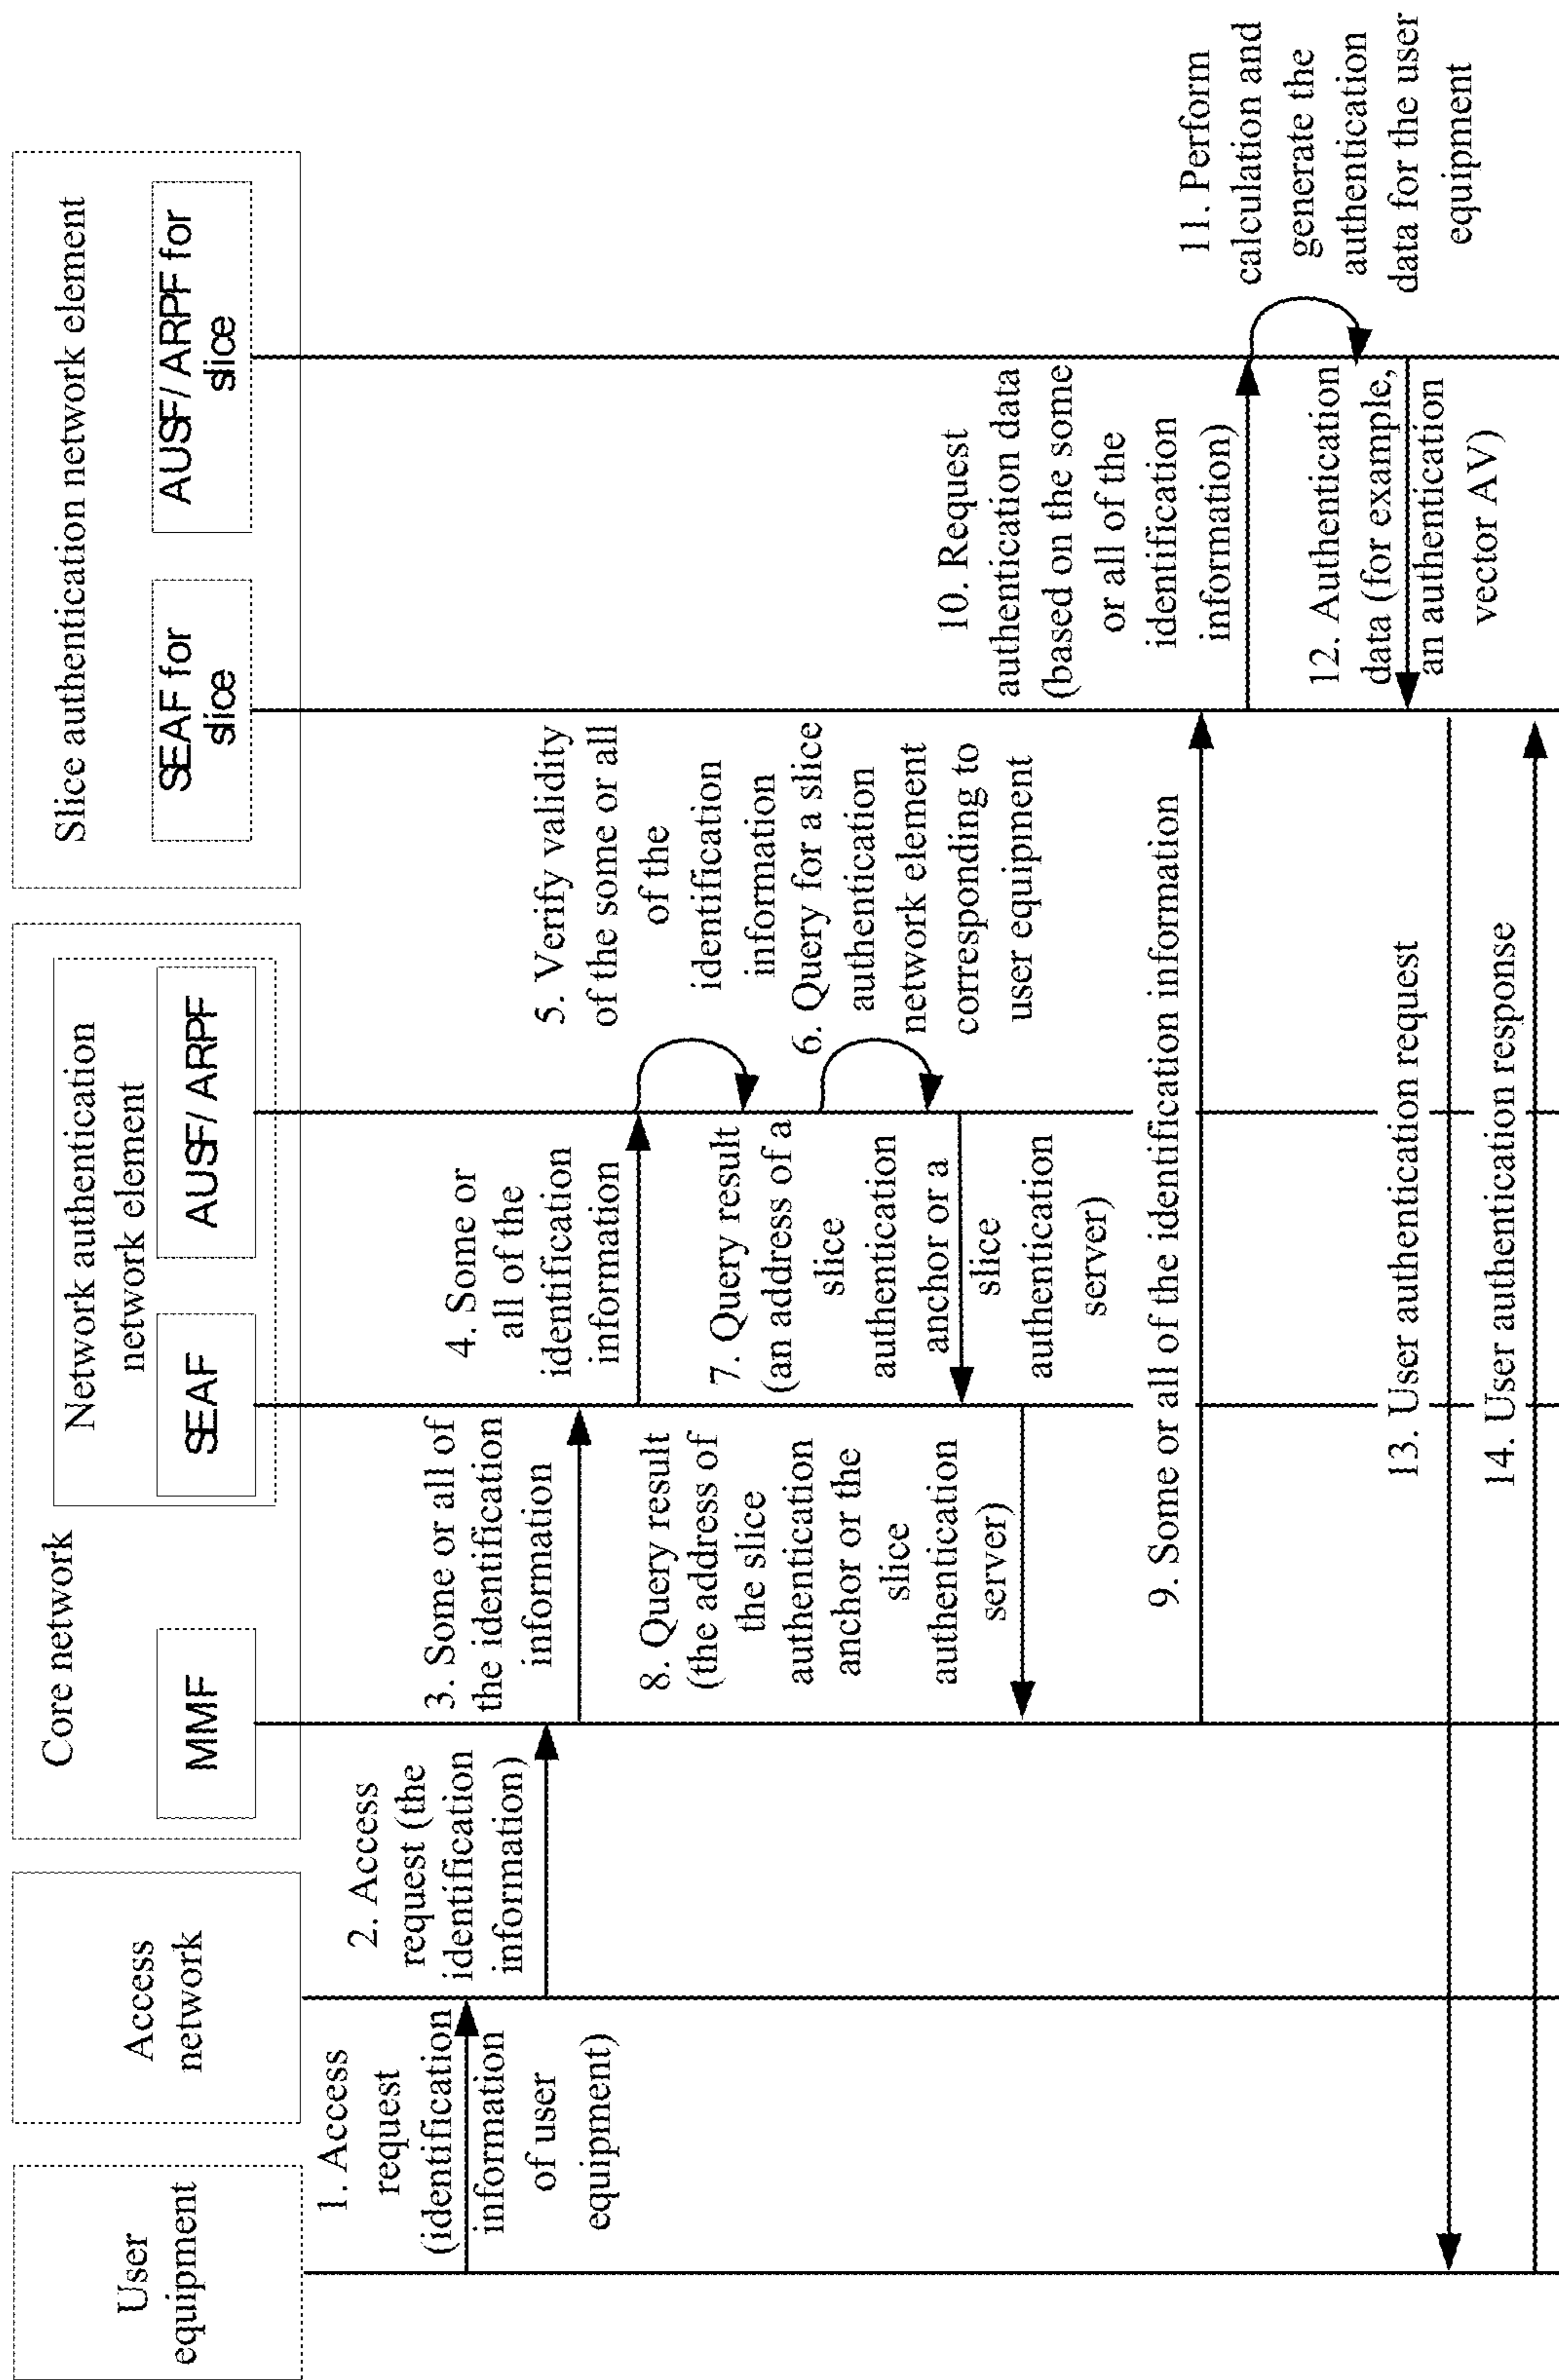 User
equipment
Access
network
Core network
MMF
Network authentication
network element
SEAF
AUSF/ARPF
Slice authentication network element
SEAF for
slice
AUSF/ARPF for
slice
1. Access
request
(identification
information
of user
equipment)
2. Access
request (the
identification
information)
3. Some or all of
the identification
information
4. Some or
all of the
identification
information
5. Verify validity
of the some or all
of the
identification
information
6. Query for a slice
authentication
network element
corresponding to
user equipment
7. Query result
(an address of a
slice
authentication
anchor or a
slice
authentication
server)
8. Query result
(the address of
the slice
authentication
anchor or the
slice
authentication
server)
9. Some or all of the identification information
10. Request
authentication data
(based on the some
or all of the
identification
information)
11. Perform
calculation and
generate the
authentication
data for the user
equipment
12. Authentication
data (for example,
an authentication
vector AV)
13. User authentication request
14. User authentication response